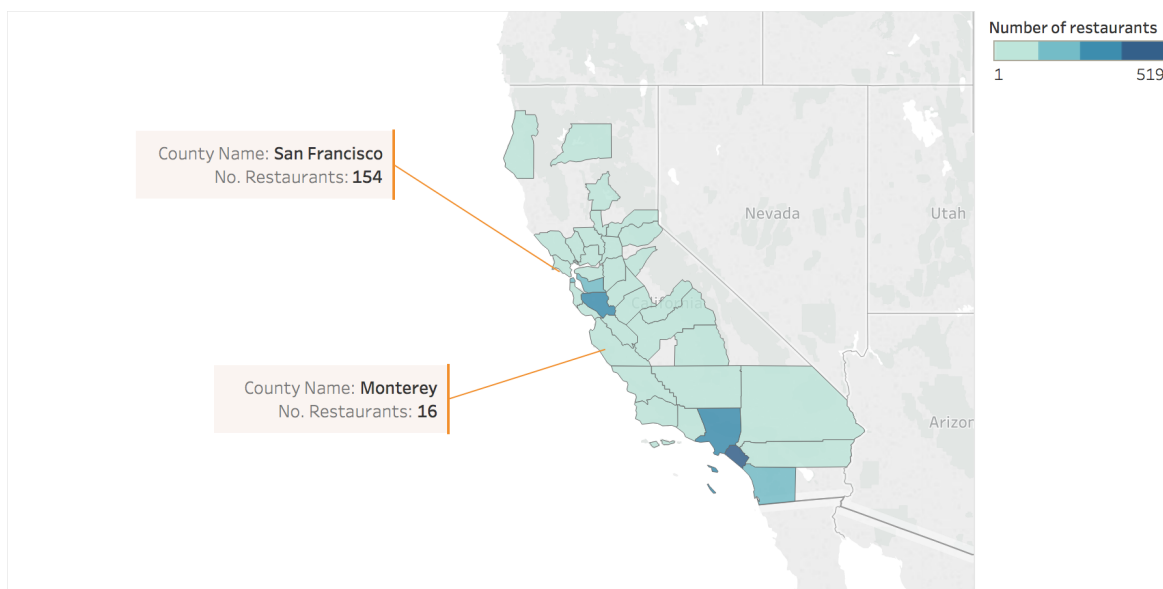 Number of restaurants
1 519
County Name: San Francisco
No. Restaurants: 154
Nevada
Utah
California
County Name: Monterey
No. Restaurants: 16
Arizon